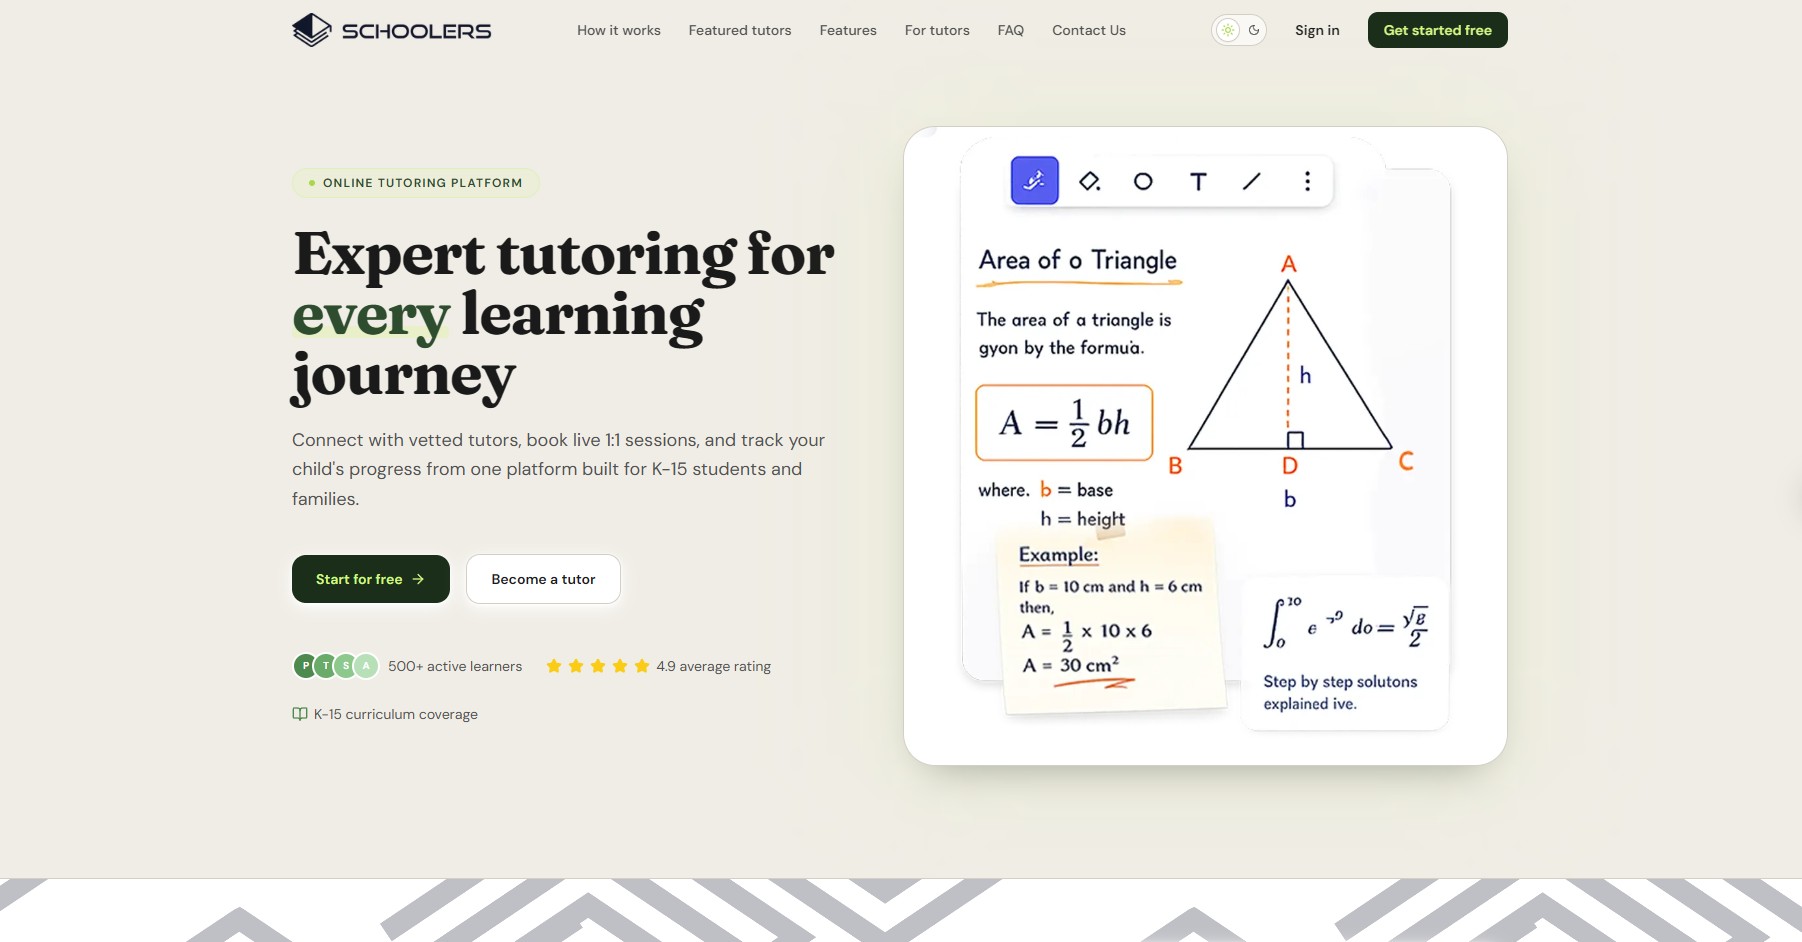 SCHOOLERS
How it works
Featured tutors
Features
For tutors
FAQ
Contact Us
Sign in
Get started free
ONLINE TUTORING PLATFORM
Expert tutoring for
every learning
journey
Connect with vetted tutors, book live 1:1 sessions, and track your
child's progress from one platform built for K-15 students and
families.
Start for free →
Become a tutor
P T S A
500+ active learners
4.9 average rating
K-15 curriculum coverage
T
Area of o Triangle
The area of a triangle is
gyon by the formuà.
A = 1/2 bh
where. b = base
h = height
A
h
B
D
C
b
Example:
If b = 10 cm and h = 6 cm
then,
A = 1/2 x 10 x 6
A = 30 cm²
Step by step solutons
explained ive.